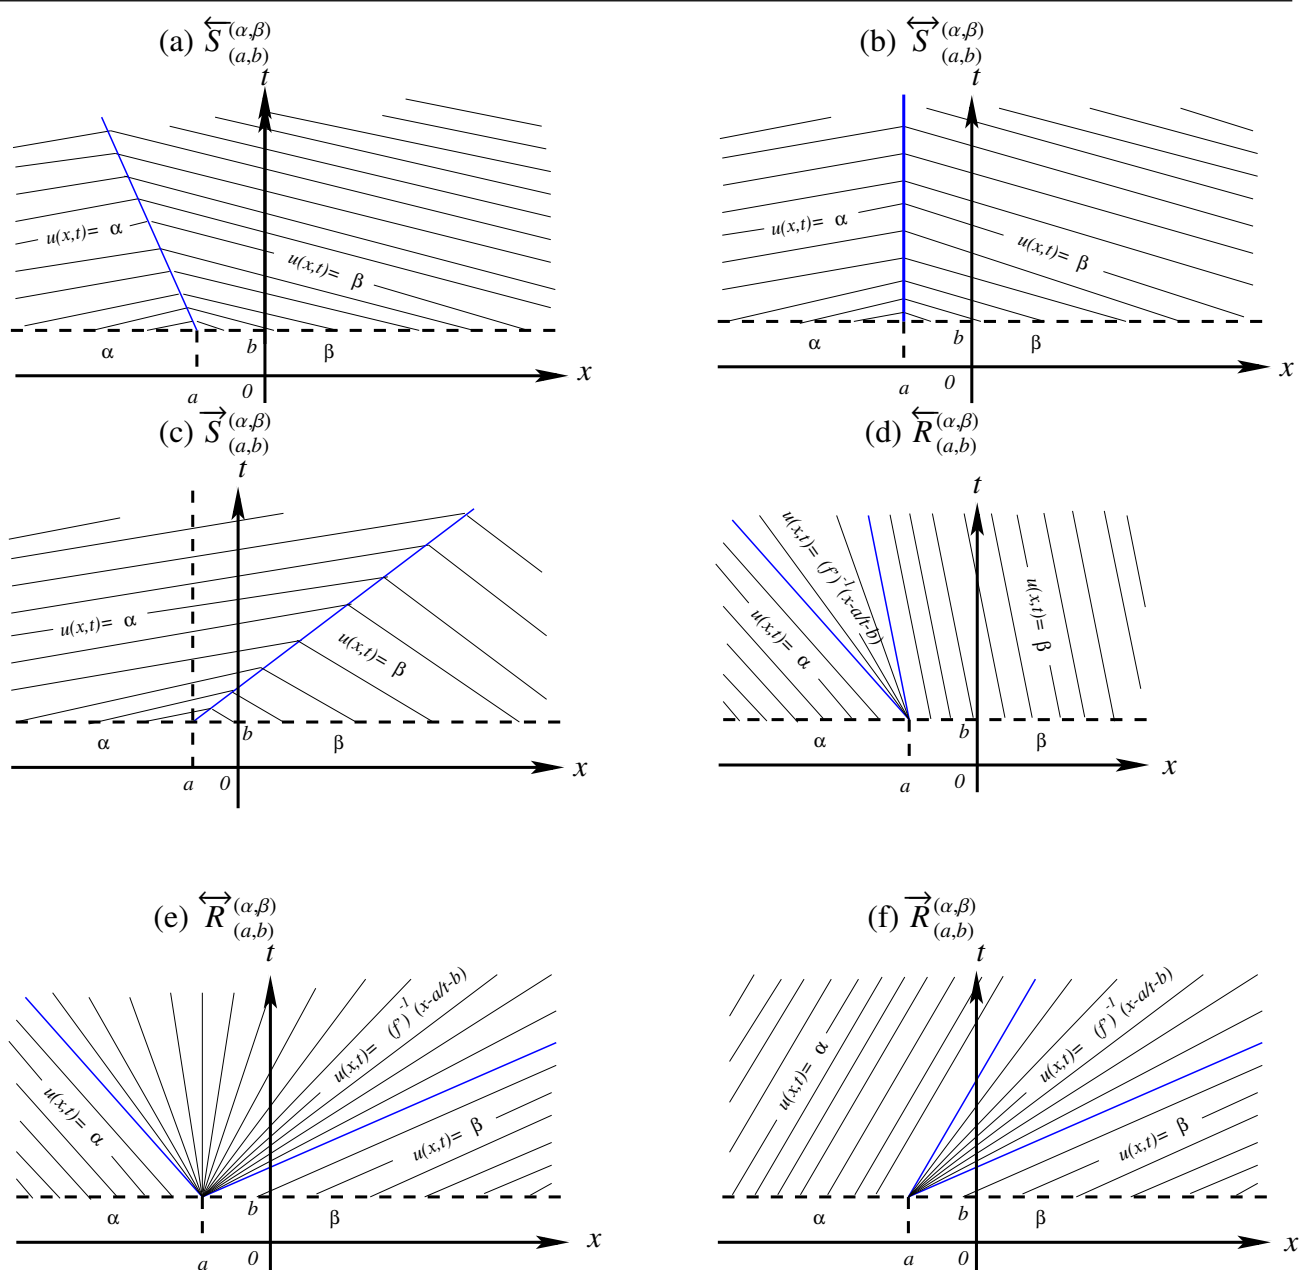 (a) S (α,β) (a,b)
t
u(x,t)= α
u(x,t)= β
α
b
β
x
a
0
(b) S (α,β) (a,b)
t
u(x,t)= α
u(x,t)= β
α
b
β
x
a
0
(c) S (α,β) (a,b)
t
u(x,t)= α
u(x,t)= β
α
b
β
x
a
0
(d) R (α,β) (a,b)
t
u(x,t)= (f')⁻¹(x-a/t-b)
u(x,t)= α
u(x,t)= β
α
b
β
x
a
0
(e) R (α,β) (a,b)
t
u(x,t)= (f')⁻¹(x-a/t-b)
u(x,t)= α
u(x,t)= β
α
b
β
x
a
0
(f) R (α,β) (a,b)
t
u(x,t)= α
u(x,t)= (f')⁻¹(x-a/t-b)
u(x,t)= β
α
b
β
x
a
0